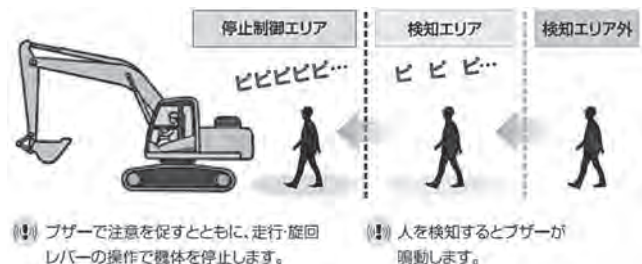 停止制御エリア
検知エリア
検知エリア外
ピピピピピ…
ピ ピ ピ…
ブザーで注意を促すとともに、走行・旋回
レバーの操作で機体を停止します。
人を検知するとブザーが
鳴動します。